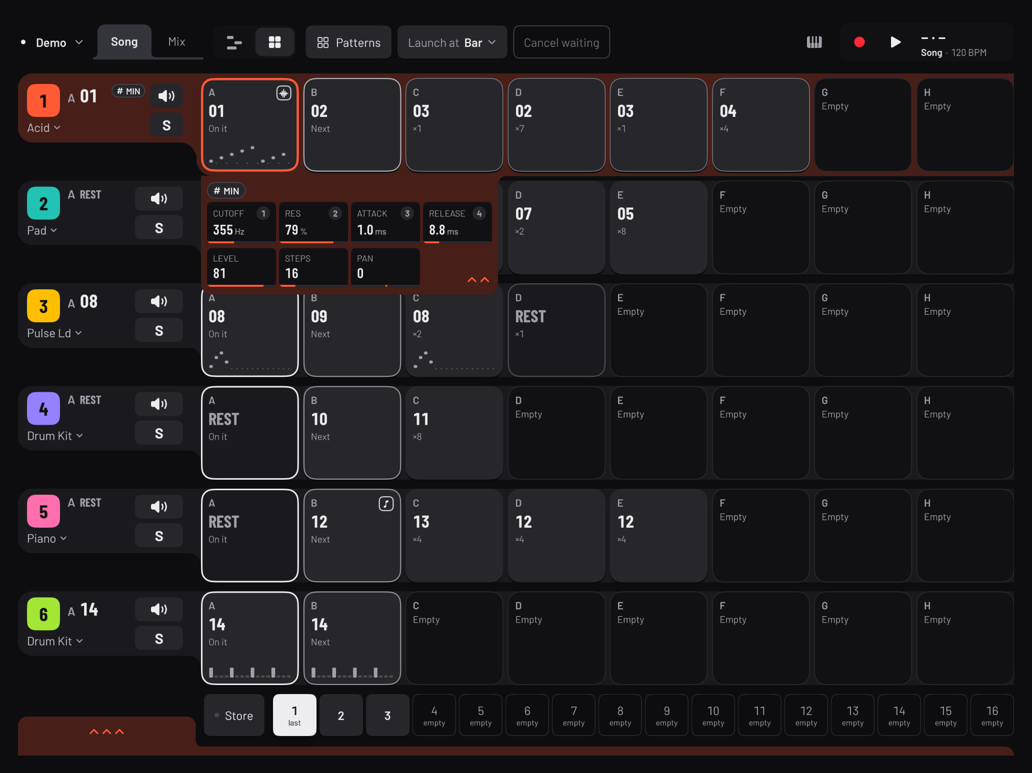 Demo
Song
Mix
Patterns
Launch at Bar
Cancel waiting
Song · 120 BPM
1
A 01
# MIN
Acid
S
A
01
On it
B
02
Next
C
03
×1
D
02
×7
E
03
×1
F
04
×4
G
Empty
H
Empty
2
A REST
Pad
S
# MIN
CUTOFF 1
355 Hz
RES 2
79 %
ATTACK 3
1.0 ms
RELEASE 4
8.8 ms
LEVEL
81
STEPS
16
PAN
0
D
07
×2
E
05
×8
F
Empty
G
Empty
H
Empty
3
A 08
Pulse Ld
S
A
08
On it
B
09
Next
C
08
×2
D
REST
×1
E
Empty
F
Empty
G
Empty
H
Empty
4
A REST
Drum Kit
S
A
REST
On it
B
10
Next
C
11
×8
D
Empty
E
Empty
F
Empty
G
Empty
H
Empty
5
A REST
Piano
S
A
REST
On it
B
12
Next
C
13
×4
D
12
×4
E
12
×4
F
Empty
G
Empty
H
Empty
6
A 14
Drum Kit
S
A
14
On it
B
14
Next
C
Empty
D
Empty
E
Empty
F
Empty
G
Empty
H
Empty
Store
1
last
2
3
4
empty
5
empty
6
empty
7
empty
8
empty
9
empty
10
empty
11
empty
12
empty
13
empty
14
empty
15
empty
16
empty